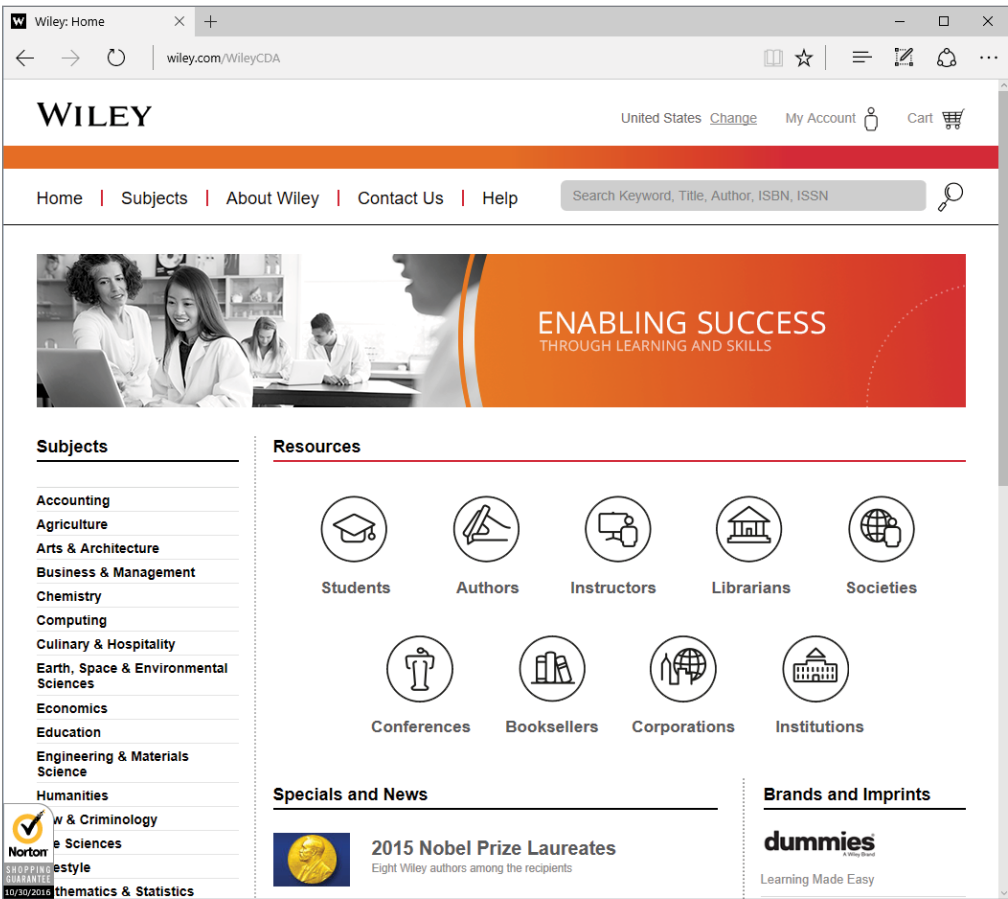 W Wiley: Home
wiley.com/WileyCDA
WILEY
United States Change My Account Cart
Home | Subjects | About Wiley | Contact Us | Help
Search Keyword, Title, Author, ISBN, ISSN
ENABLING SUCCESS
THROUGH LEARNING AND SKILLS
Subjects
Accounting
Agriculture
Arts & Architecture
Business & Management
Chemistry
Computing
Culinary & Hospitality
Earth, Space & Environmental
Sciences
Economics
Education
Engineering & Materials
Science
Humanities
w & Criminology
e Sciences
estyle
thematics & Statistics
Norton
SHOPPING
GUARANTEE
10/30/2016
Resources
Students Authors Instructors Librarians Societies
Conferences Booksellers Corporations Institutions
Specials and News
2015 Nobel Prize Laureates
Eight Wiley authors among the recipients
Brands and Imprints
dummies
A Wiley Brand
Learning Made Easy